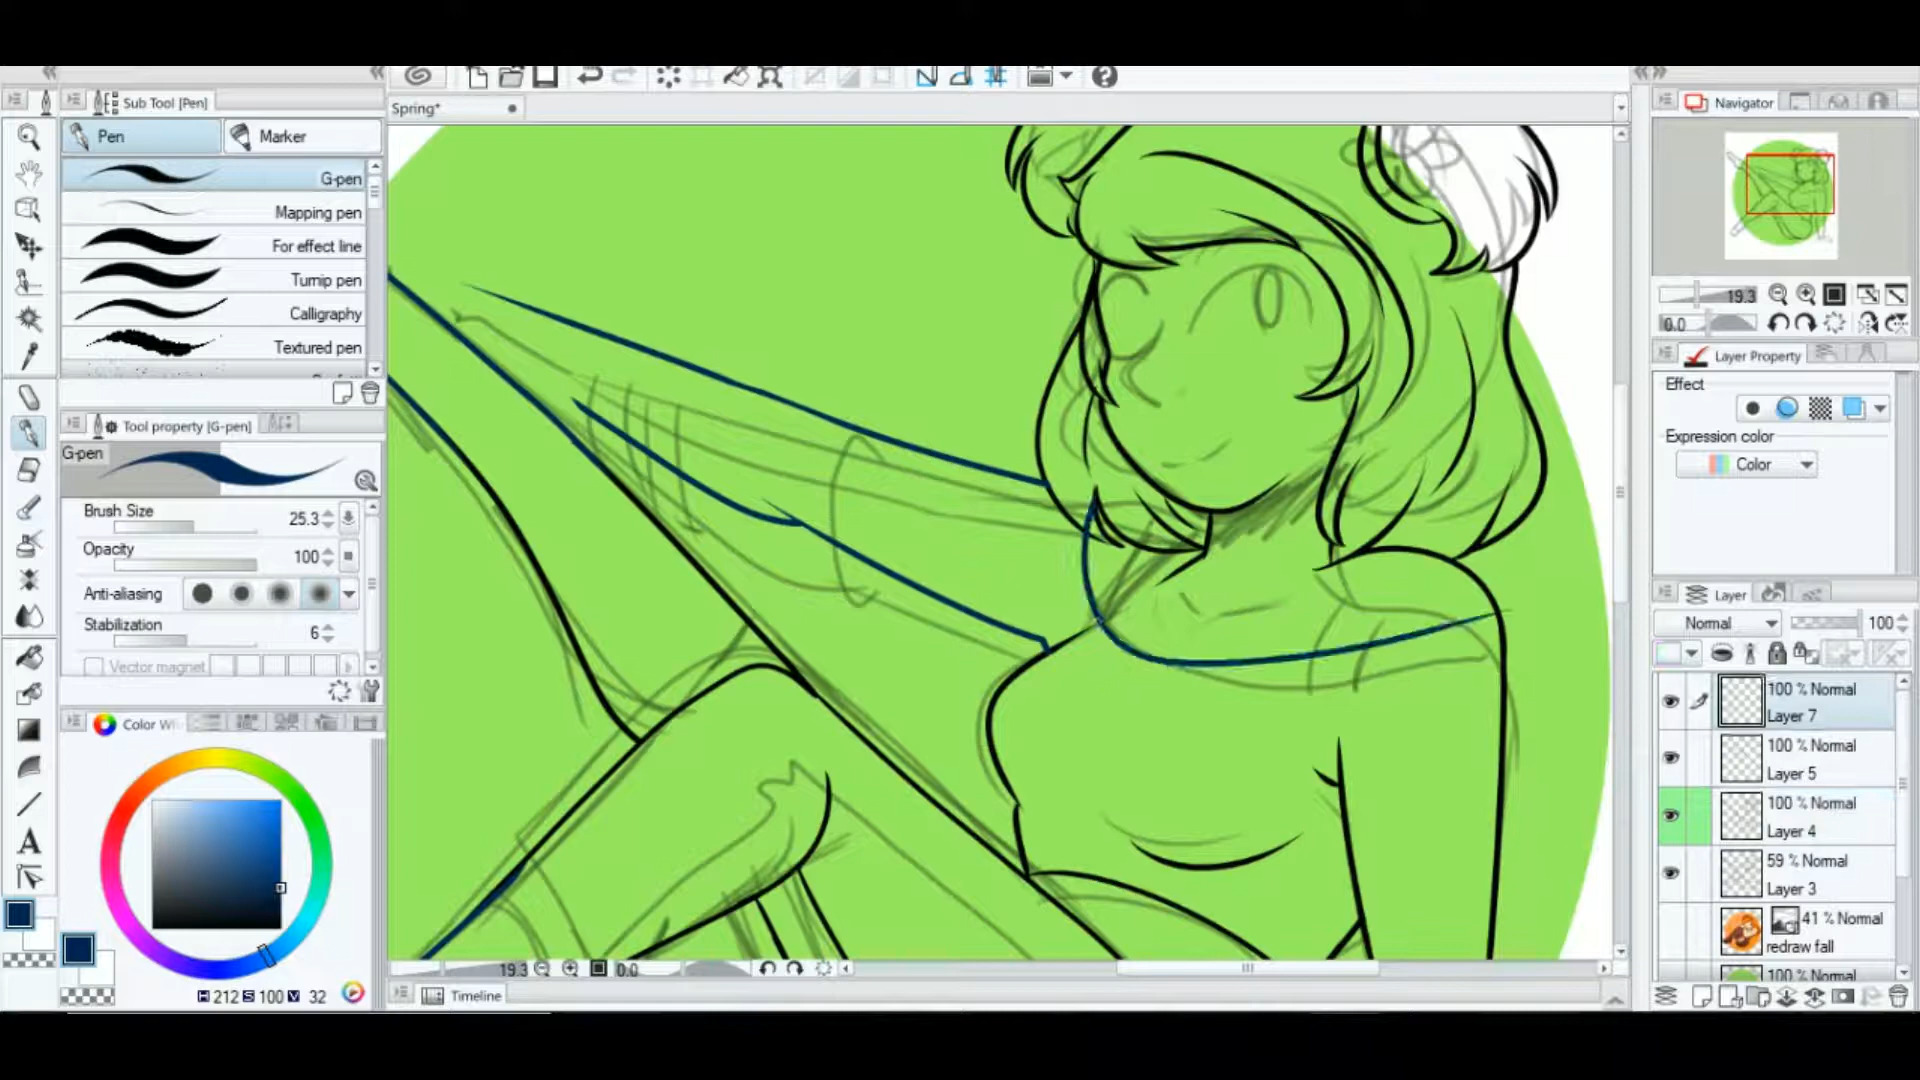 Sub Tool [Pen]
Pen
Marker
G-pen
Mapping pen
For effect line
Turnip pen
Calligraphy
Textured pen
Tool property [G-pen]
G-pen
Brush Size
25.3
Opacity
100
Anti-aliasing
Stabilization
6
Vector magnet
H 212 S 100 V 32
Spring*
19.3
0.0
Timeline
Navigator
19.3
0.0
Layer Property
Effect
Expression color
Color
Layer
Normal
100
100 % Normal
Layer 7
100 % Normal
Layer 5
100 % Normal
Layer 4
59 % Normal
Layer 3
41 % Normal
redraw fall
100 % Normal
A